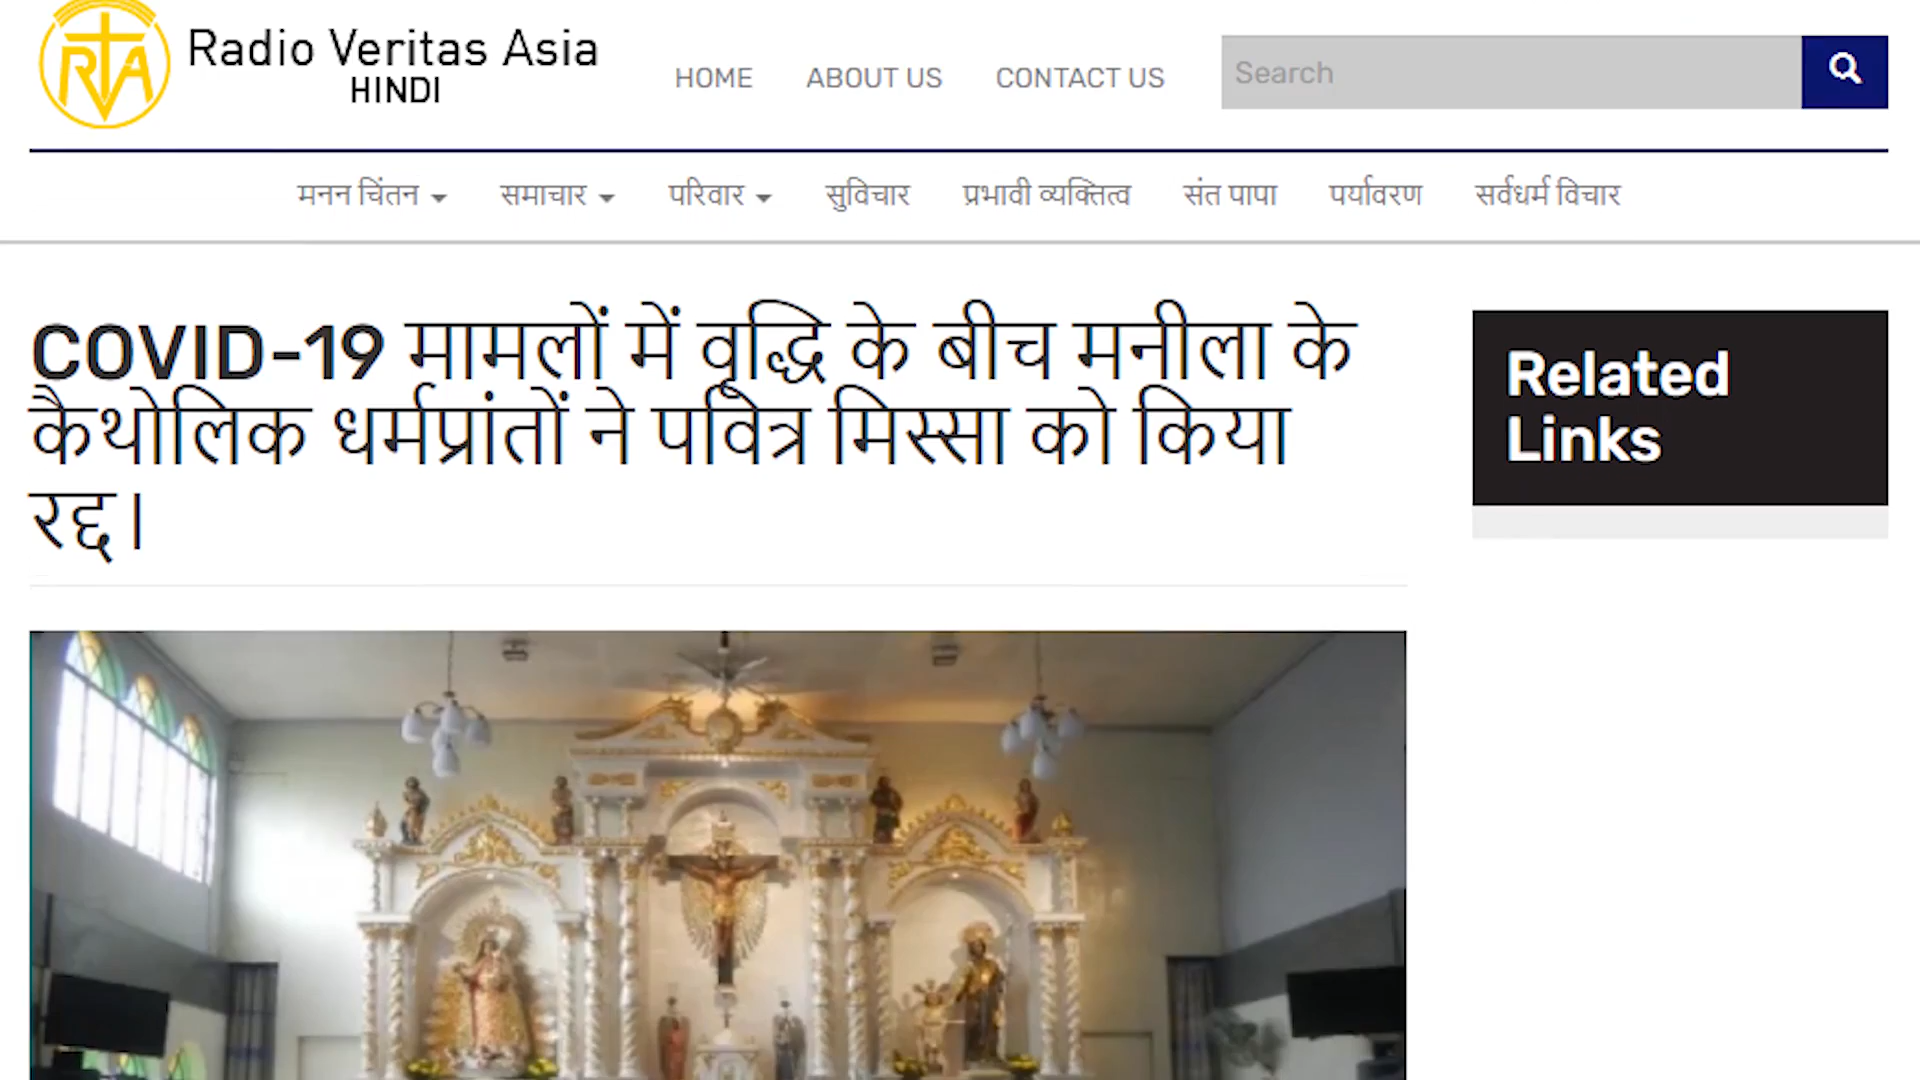 RVA
Radio Veritas Asia
HINDI
HOME ABOUT US CONTACT US
Search
मनन चिंतन समाचार परिवार सुविचार प्रभावी व्यक्तित्व संत पापा पर्यावरण सर्वधर्म विचार
COVID-19 मामलों में वृद्धि के बीच मनीला के
कैथोलिक धर्मप्रांतों ने पवित्र मिस्सा को किया
रद्द।
Related
Links